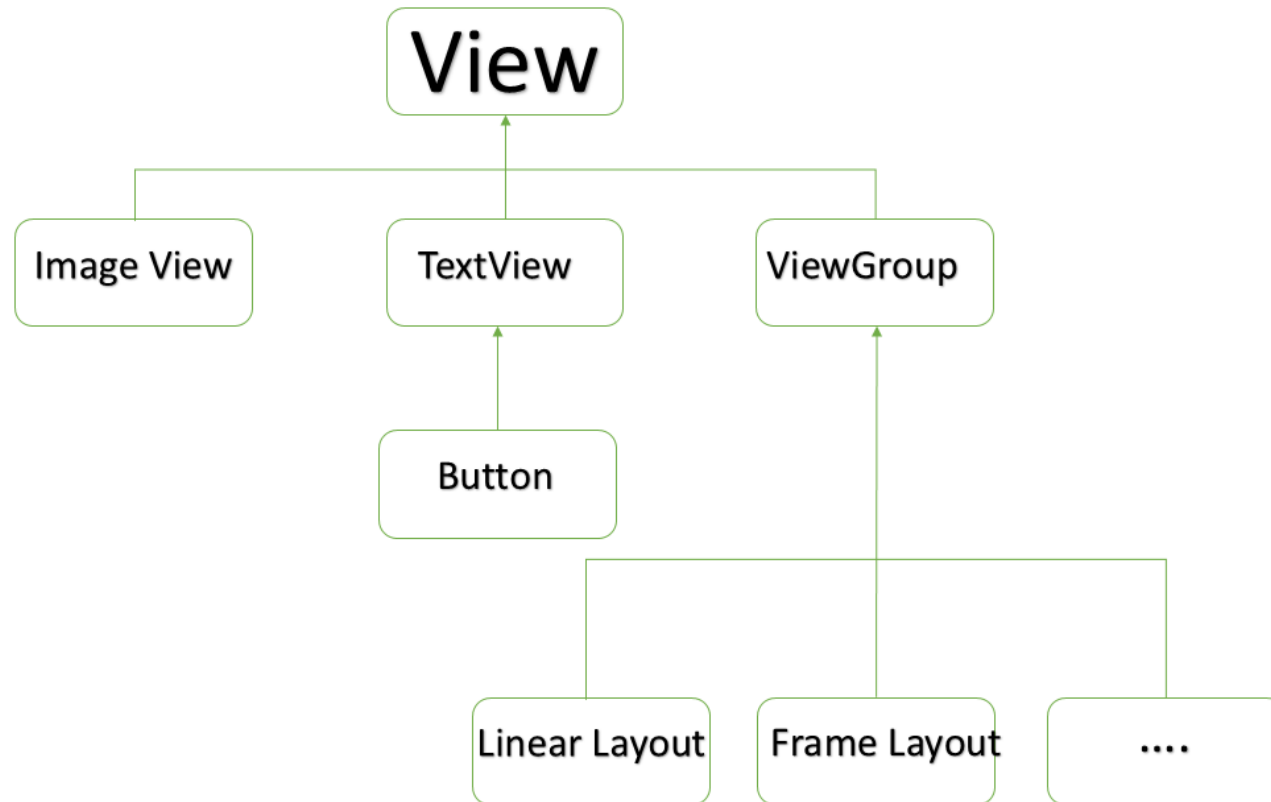 View
Image View
TextView
ViewGroup
Button
Linear Layout
Frame Layout
....